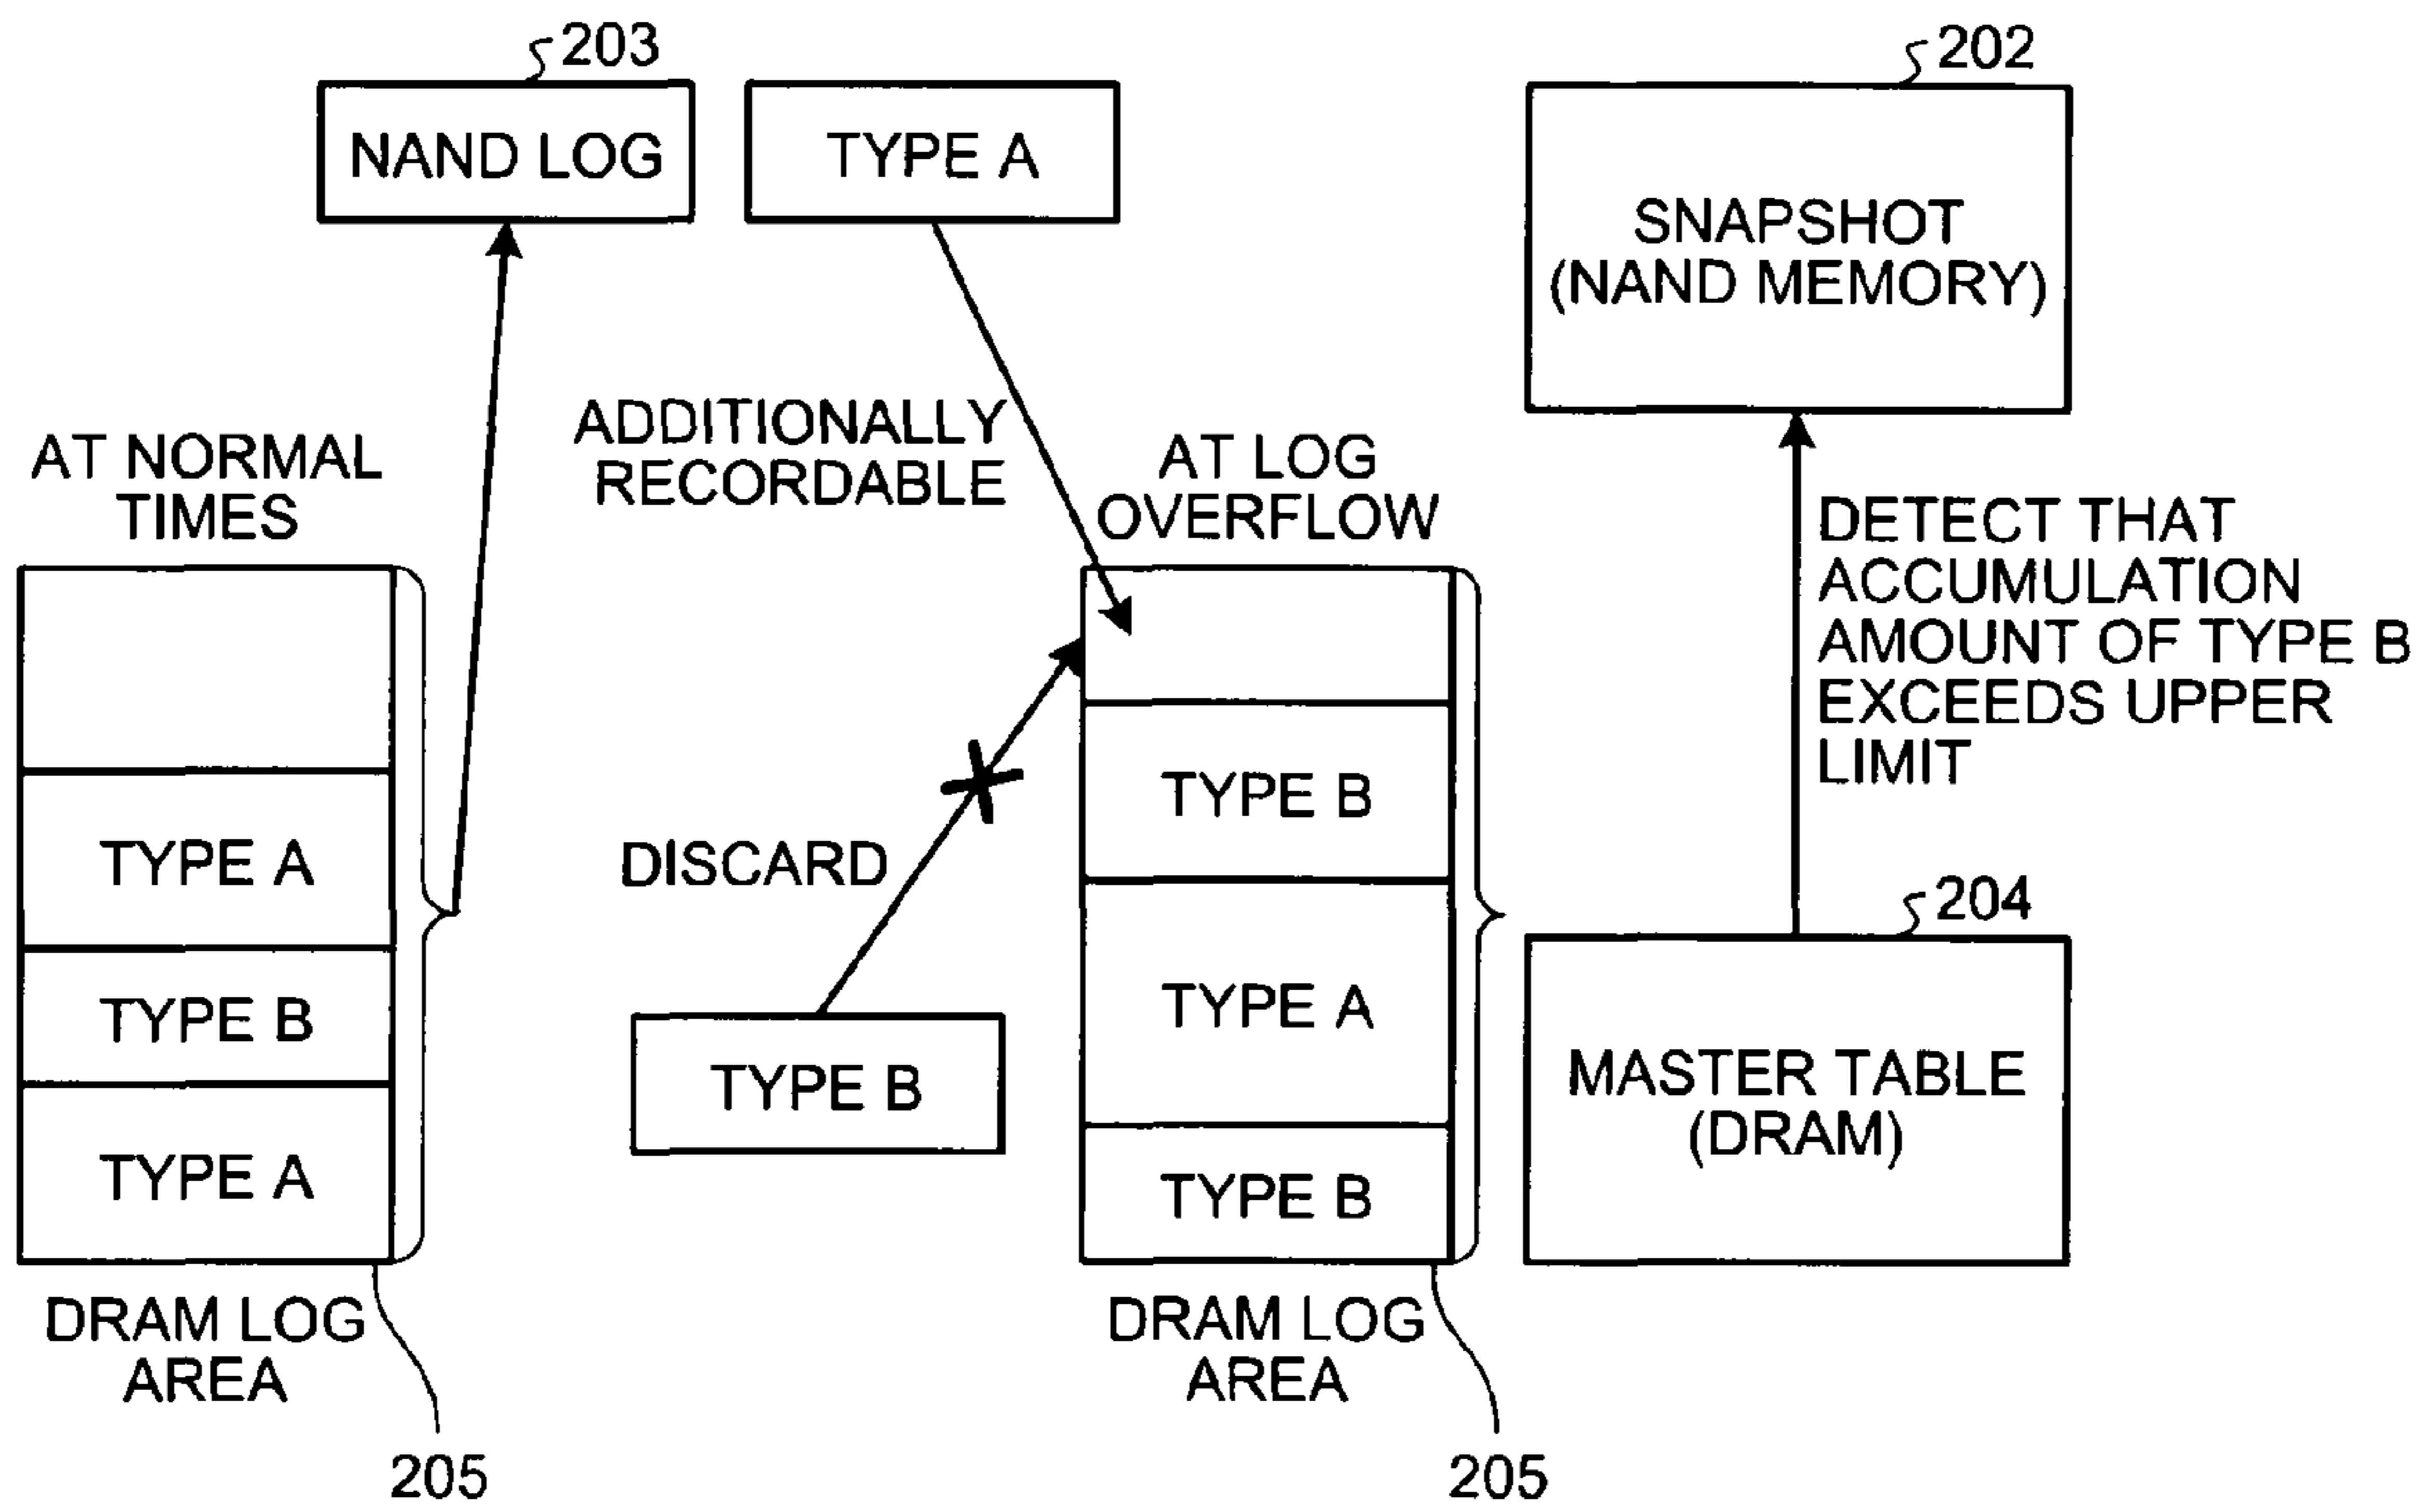 203
NAND LOG
TYPE A
202
SNAPSHOT
(NAND MEMORY)
AT NORMAL
TIMES
ADDITIONALLY
RECORDABLE
AT LOG
OVERFLOW
DETECT THAT
ACCUMULATION
AMOUNT OF TYPE B
EXCEEDS UPPER
LIMIT
TYPE A
TYPE B
TYPE A
DRAM LOG
AREA
205
DISCARD
TYPE B
TYPE B
TYPE A
TYPE B
DRAM LOG
AREA
205
204
MASTER TABLE
(DRAM)